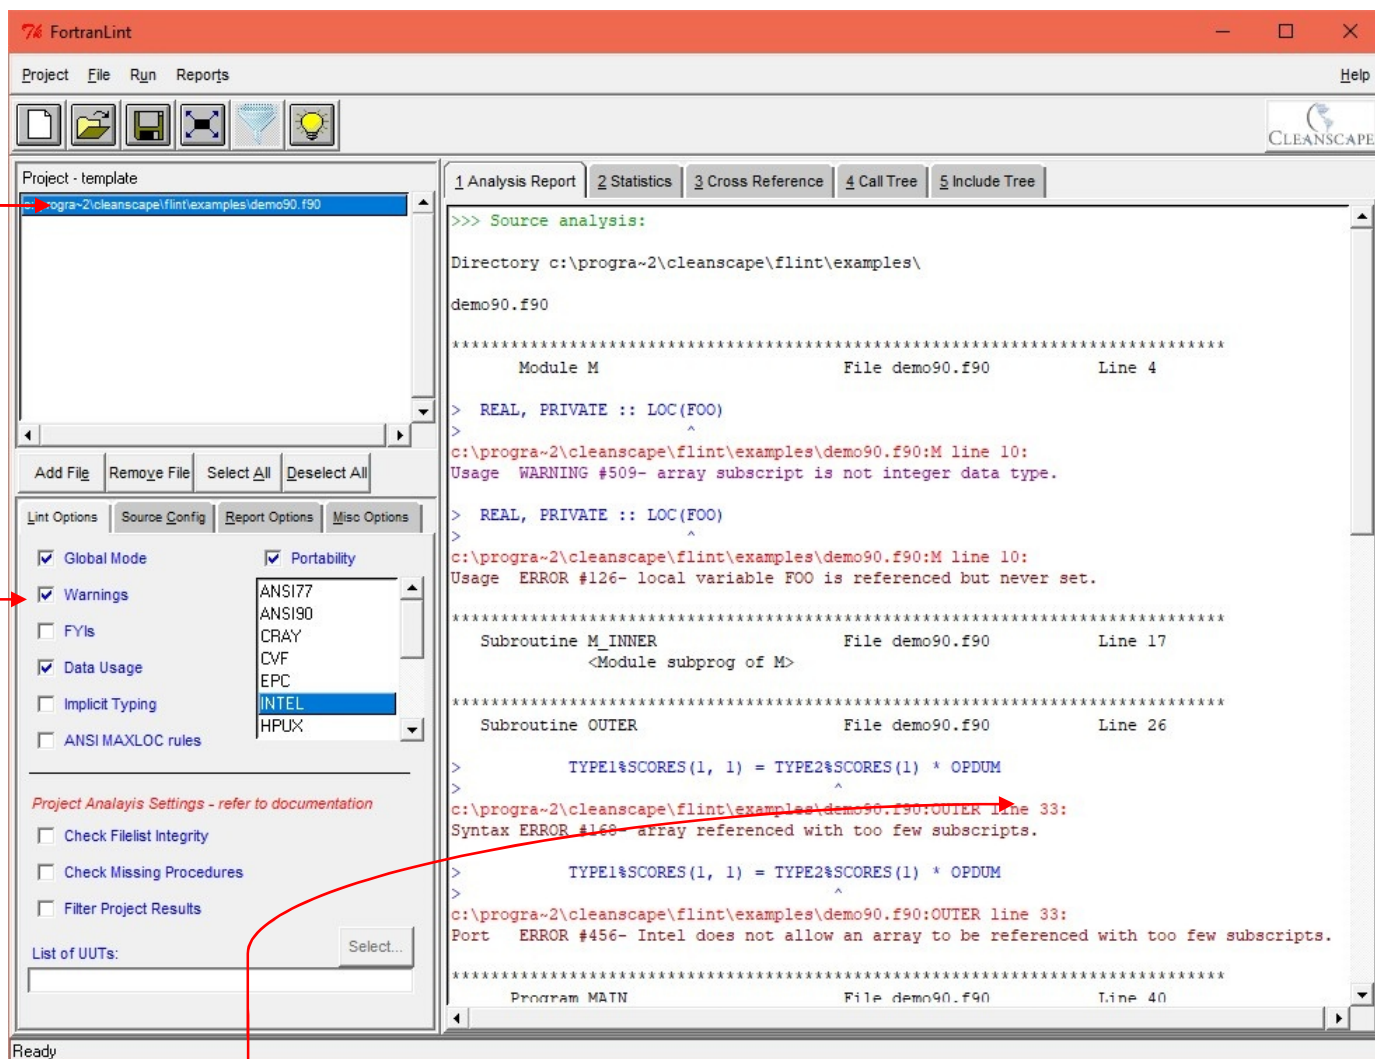 FortranLint
Project File Run Reports Help
CLEANSCAPE
Project - template
c:\progra~2\cleanscape\flint\examples\demo90.f90
Add File Remove File Select All Deselect All
Lint Options Source Config Report Options Misc Options
Global Mode Portability
Warnings
FYIs
Data Usage
Implicit Typing
ANSI MAXLOC rules
ANSI77
ANSI90
CRAY
CVF
EPC
INTEL
HPUX
Project Analayis Settings - refer to documentation
Check Filelist Integrity
Check Missing Procedures
Filter Project Results
List of UUTs: Select...
1 Analysis Report 2 Statistics 3 Cross Reference 4 Call Tree 5 Include Tree
>>> Source analysis:
Directory c:\progra~2\cleanscape\flint\examples\
demo90.f90
******************************************************************************
Module M File demo90.f90 Line 4
> REAL, PRIVATE :: LOC(FOO)
> ^
c:\progra~2\cleanscape\flint\examples\demo90.f90:M line 10:
Usage WARNING #509- array subscript is not integer data type.
> REAL, PRIVATE :: LOC(FOO)
> ^
c:\progra~2\cleanscape\flint\examples\demo90.f90:M line 10:
Usage ERROR #126- local variable FOO is referenced but never set.
******************************************************************************
Subroutine M_INNER File demo90.f90 Line 17
<Module subprog of M>
******************************************************************************
Subroutine OUTER File demo90.f90 Line 26
> TYPE1%SCORES(1, 1) = TYPE2%SCORES(1) * OPDUM
> ^
c:\progra~2\cleanscape\flint\examples\demo90.f90:OUTER line 33:
Syntax ERROR #168- array referenced with too few subscripts.
> TYPE1%SCORES(1, 1) = TYPE2%SCORES(1) * OPDUM
> ^
c:\progra~2\cleanscape\flint\examples\demo90.f90:OUTER line 33:
Port ERROR #456- Intel does not allow an array to be referenced with too few subscripts.
******************************************************************************
Program MAIN File demo90.f90 Line 40
Ready